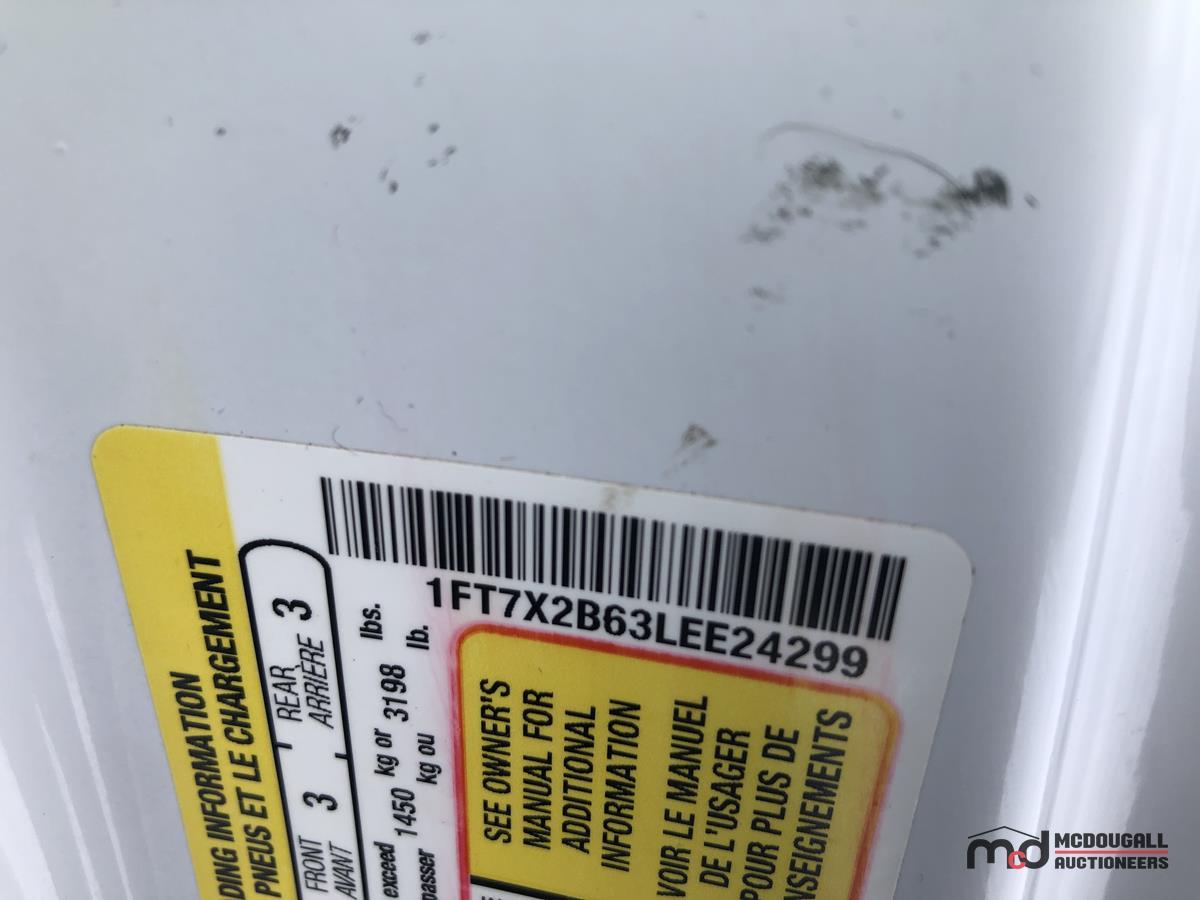 DING INFORMATION
PNEUS ET LE CHARGEMENT
FRONT 3 REAR 3
AVANT ARRIÈRE
exceed 1450 kg or 3198 lbs.
passer kg ou lb.
1FT7X2B63LEE24299
SEE OWNER'S
MANUAL FOR
ADDITIONAL
INFORMATION
VOIR LE MANUEL
DE L'USAGER
POUR PLUS DE
NSEIGNEMENTS
mcd MCDOUGALL
AUCTIONEERS